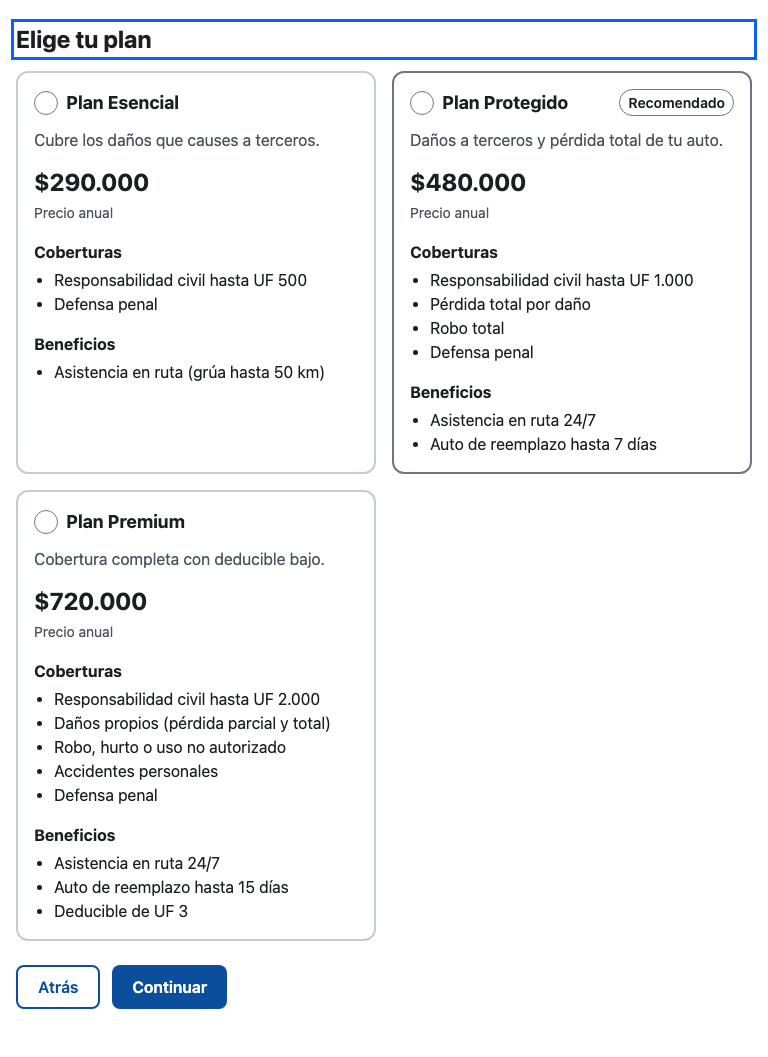 Elige tu plan
Plan Esencial
Cubre los daños que causes a terceros.
$290.000
Precio anual
Coberturas
Responsabilidad civil hasta UF 500
Defensa penal
Beneficios
Asistencia en ruta (grúa hasta 50 km)
Plan Protegido
Recomendado
Daños a terceros y pérdida total de tu auto.
$480.000
Precio anual
Coberturas
Responsabilidad civil hasta UF 1.000
Pérdida total por daño
Robo total
Defensa penal
Beneficios
Asistencia en ruta 24/7
Auto de reemplazo hasta 7 días
Plan Premium
Cobertura completa con deducible bajo.
$720.000
Precio anual
Coberturas
Responsabilidad civil hasta UF 2.000
Daños propios (pérdida parcial y total)
Robo, hurto o uso no autorizado
Accidentes personales
Defensa penal
Beneficios
Asistencia en ruta 24/7
Auto de reemplazo hasta 15 días
Deducible de UF 3
Atrás
Continuar